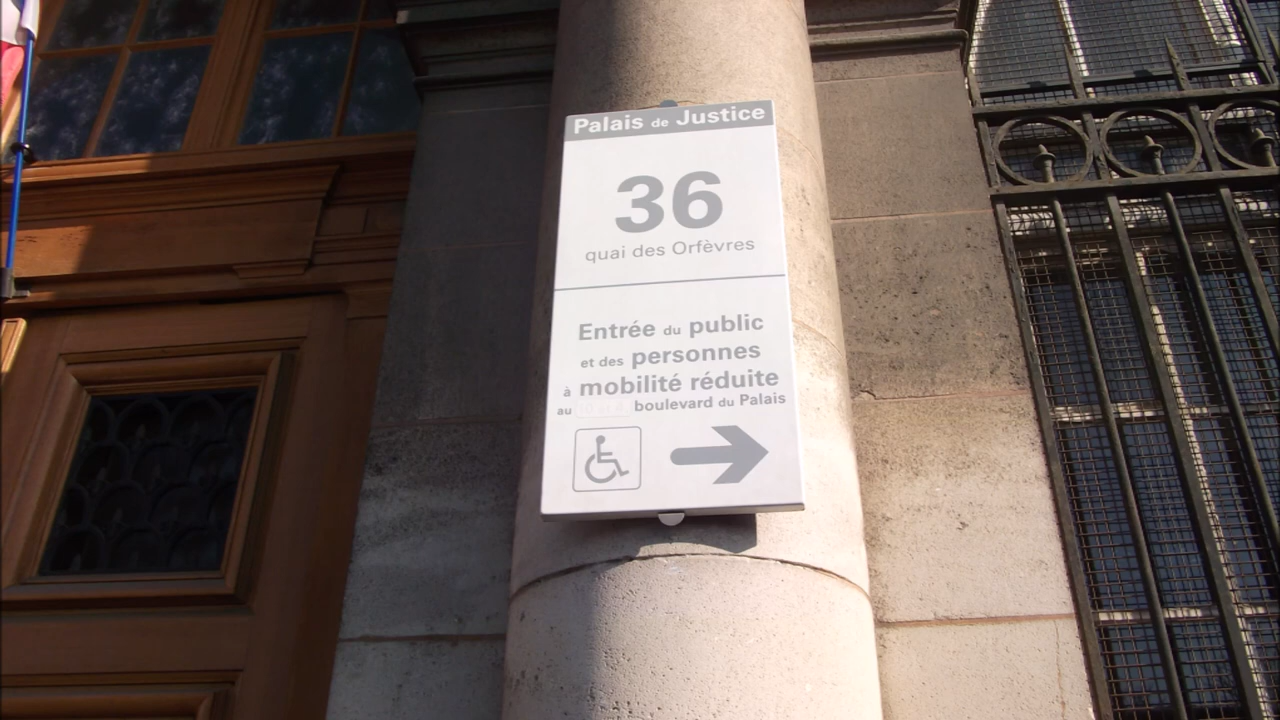 Palais de Justice
36
quai des Orfèvres
Entrée du public
et des personnes
à mobilité réduite
au boulevard du Palais